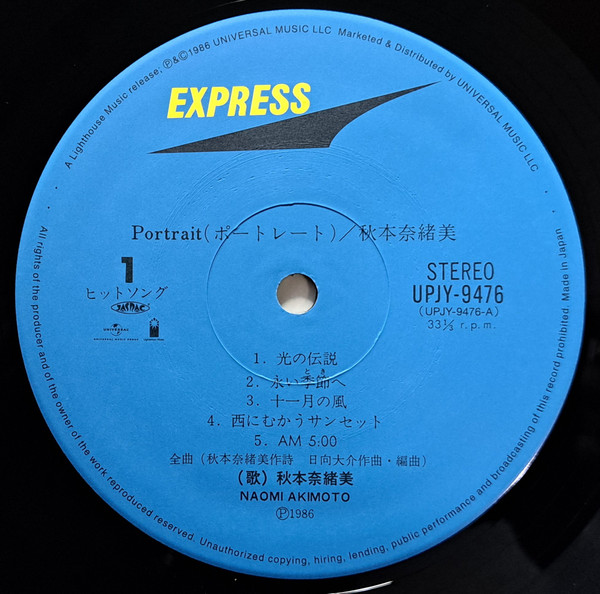 A Lighthouse Music release; ℗&©1986 UNIVERSAL MUSIC LLC Marketed & Distributed by UNIVERSAL MUSIC LLC
EXPRESS
Portrait(ポートレート)／秋本奈緒美
1
ヒットソング
STEREO
UPJY-9476
(UPJY-9476-A)
33⅓ r.p.m.
UNIVERSAL
UNIVERSAL MUSIC GROUP
1. 光の伝説
2. 永い季節へ
とき
3. 十一月の風
4. 西にむかうサンセット
5. AM 5:00
全曲（秋本奈緒美作詩　日向大介作曲・編曲）
（歌）秋本奈緒美
NAOMI AKIMOTO
℗1986
All rights of the producer and of the owner of the work reproduced reserved. Unauthorized copying, hiring, lending, public performance and broadcasting of this record prohibited. Made in Japan